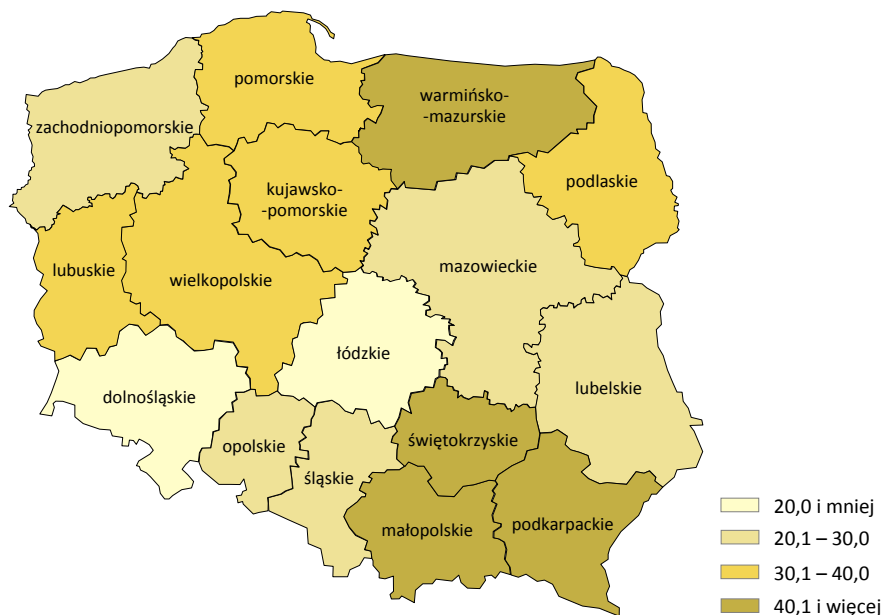 pomorskie
warmińsko-
-mazurskie
zachodniopomorskie
podlaskie
kujawsko-
-pomorskie
lubuskie
wielkopolskie
mazowieckie
łódzkie
dolnośląskie
lubelskie
opolskie
świętokrzyskie
śląskie
małopolskie
podkarpackie
20,0 i mniej
20,1 – 30,0
30,1 – 40,0
40,1 i więcej